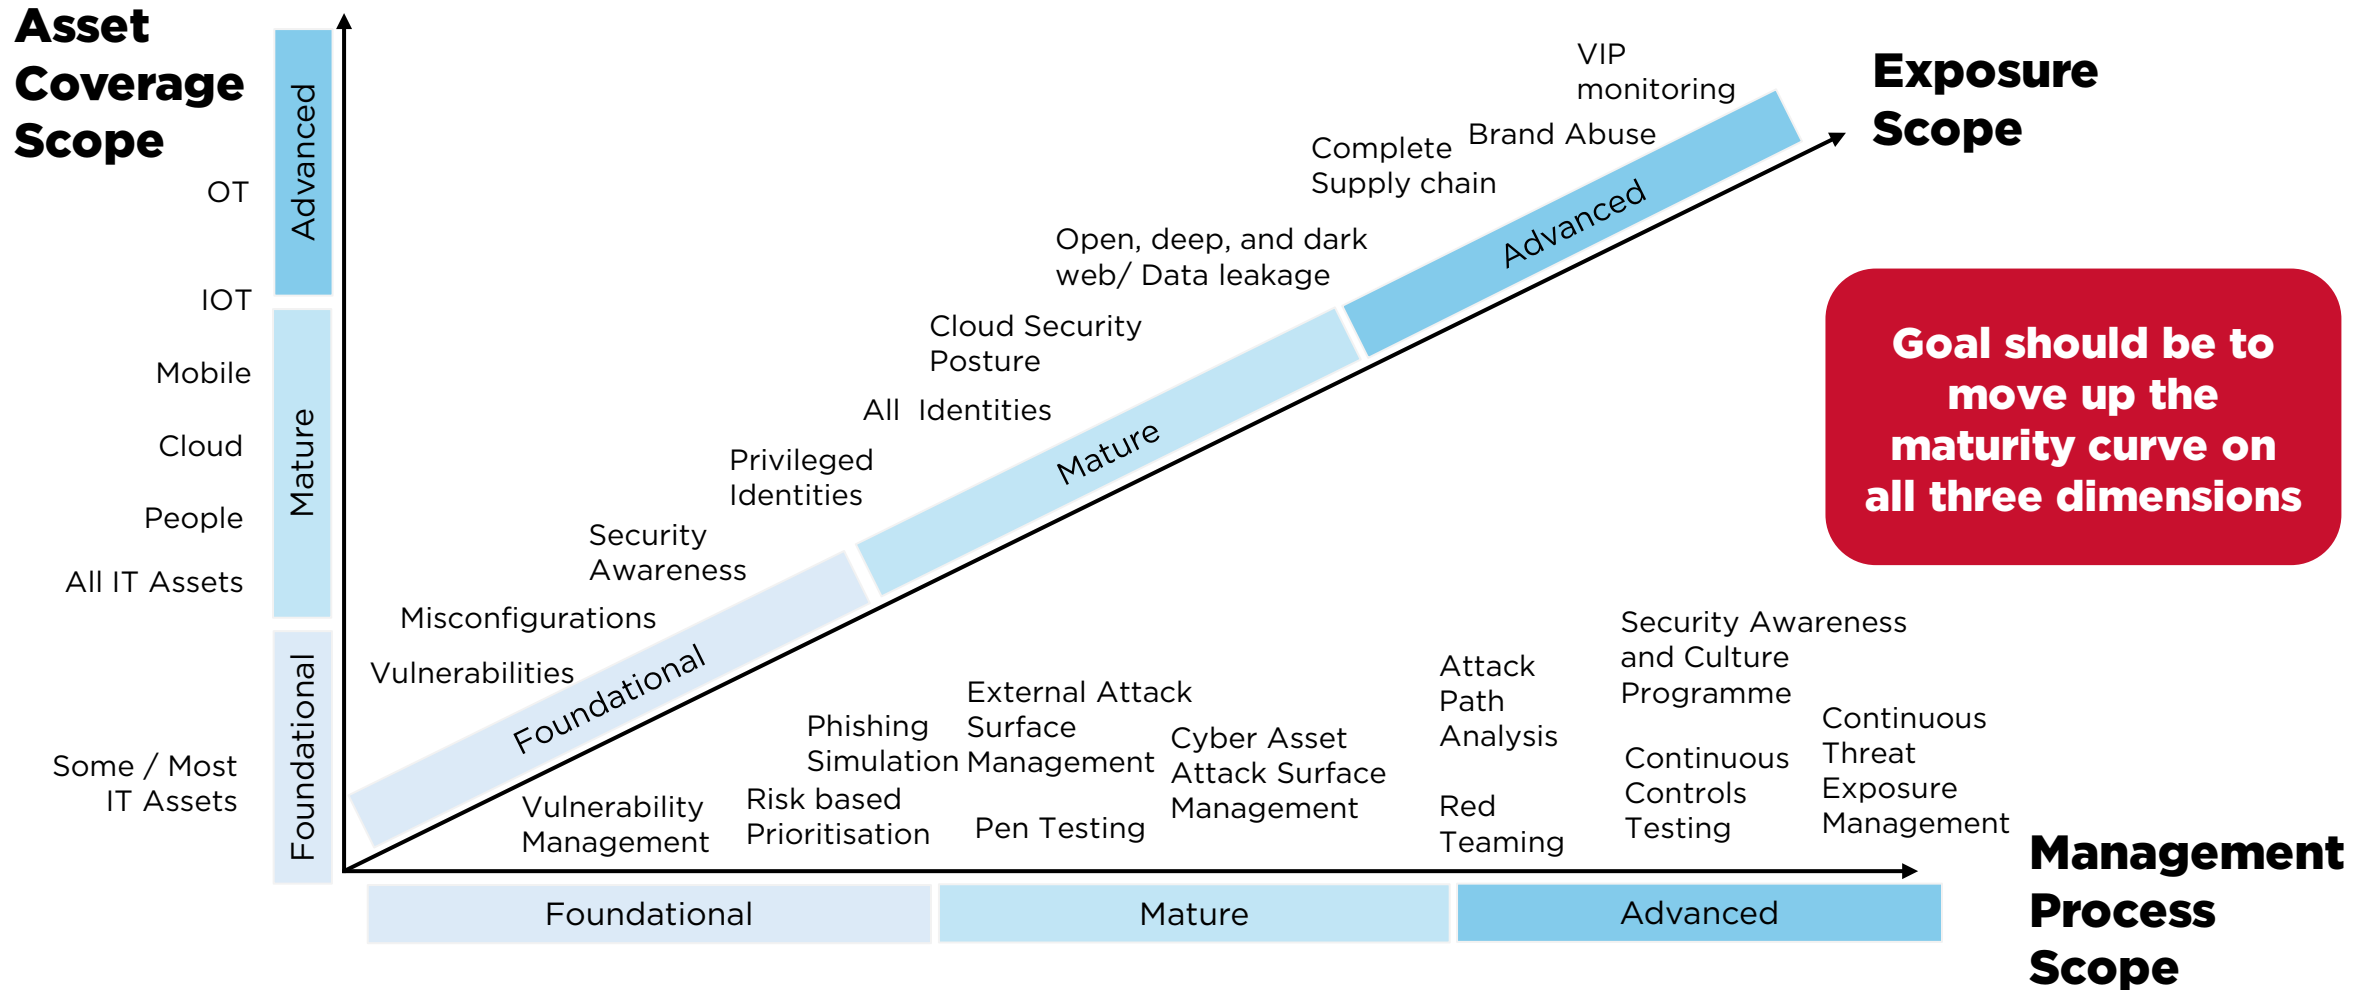 Asset
Coverage
Scope
OT
IOT
Mobile
Cloud
People
All IT Assets
Some / Most
IT Assets
Advanced
Mature
Foundational
VIP
monitoring
Brand Abuse
Complete
Supply chain
Open, deep, and dark
web/ Data leakage
Cloud Security
Posture
All  Identities
Privileged
Identities
Security
Awareness
Misconfigurations
Vulnerabilities
Advanced
Mature
Foundational
Exposure
Scope
Goal should be to
move up the
maturity curve on
all three dimensions
Vulnerability
Management
Risk based
Prioritisation
Phishing
Simulation
External Attack
Surface
Management
Pen Testing
Cyber Asset
Attack Surface
Management
Attack
Path
Analysis
Red
Teaming
Security Awareness
and Culture
Programme
Continuous
Controls
Testing
Continuous
Threat
Exposure
Management
Foundational
Mature
Advanced
Management
Process
Scope